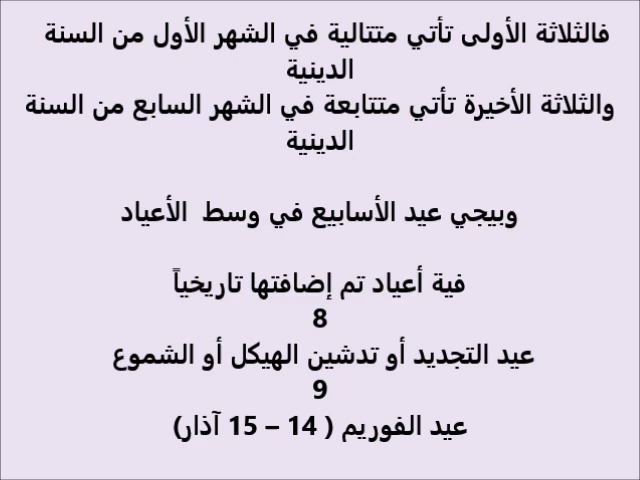 فالثلاثة الأولى تأتي متتالية في الشهر الأول من السنة
الدينية
والثلاثة الأخيرة تأتي متتابعة في الشهر السابع من السنة
الدينية
وبيجي عيد الأسابيع في وسط الأعياد
فية أعياد تم إضافتها تاريخياً
8
عيد التجديد أو تدشين الهيكل أو الشموع
9
عيد الفوريم ( 14 – 15 آذار)